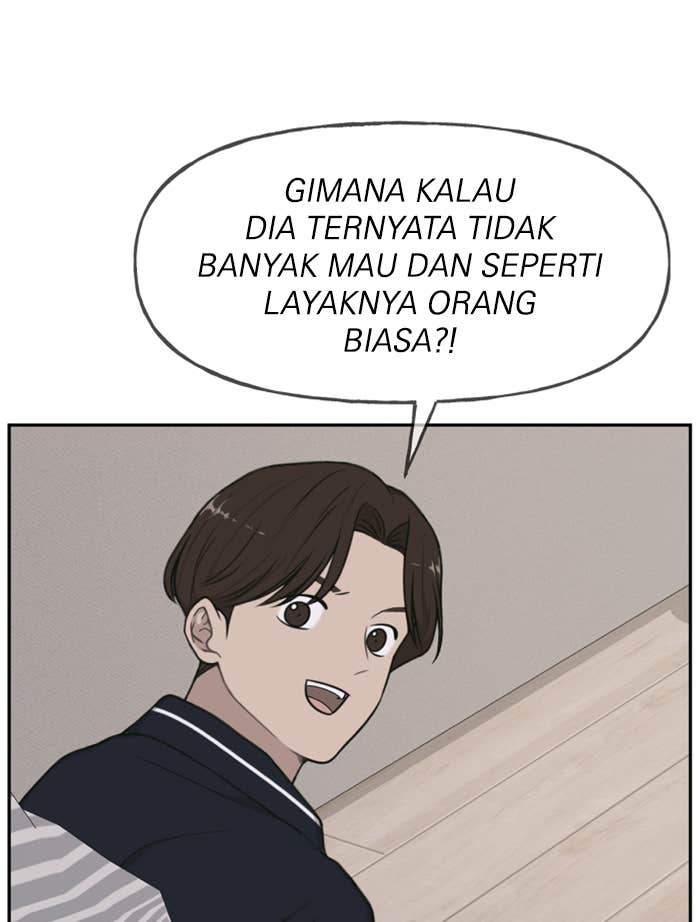 GIMANA KALAU
DIA TERNYATA TIDAK
BANYAK MAU DAN SEPERTI
LAYAKNYA ORANG
BIASA?!